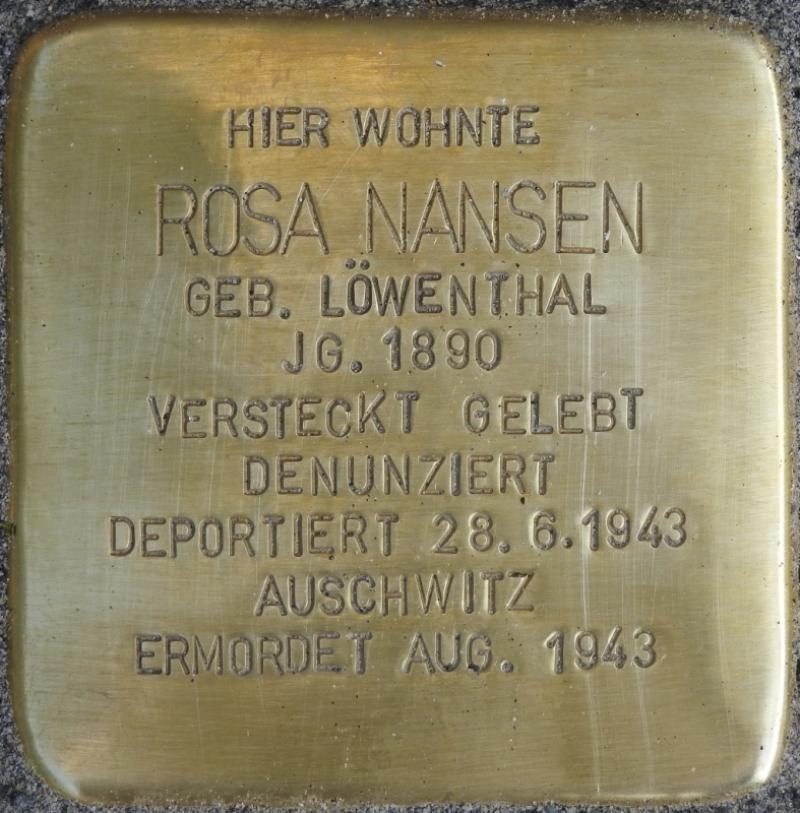 HIER WOHNTE
ROSA NANSEN
GEB. LÖWENTHAL
JG. 1890
VERSTECKT GELEBT
DENUNZIERT
DEPORTIERT 28.6.1943
AUSCHWITZ
ERMORDET AUG. 1943